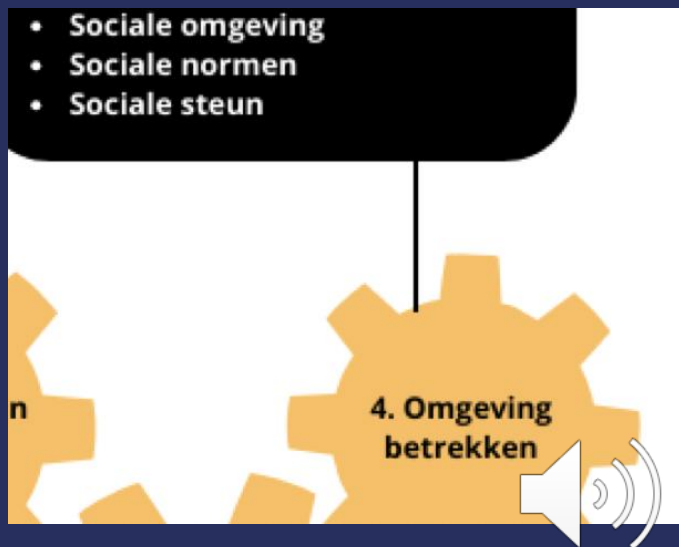 • Sociale omgeving
• Sociale normen
• Sociale steun
n
4. Omgeving
betrekken